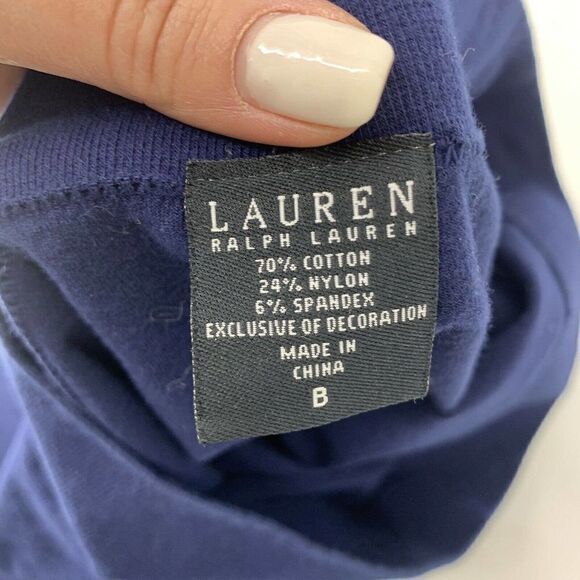 LAUREN
RALPH LAUREN
70% COTTON
24% NYLON
6% SPANDEX
EXCLUSIVE OF DECORATION
MADE IN
CHINA
B